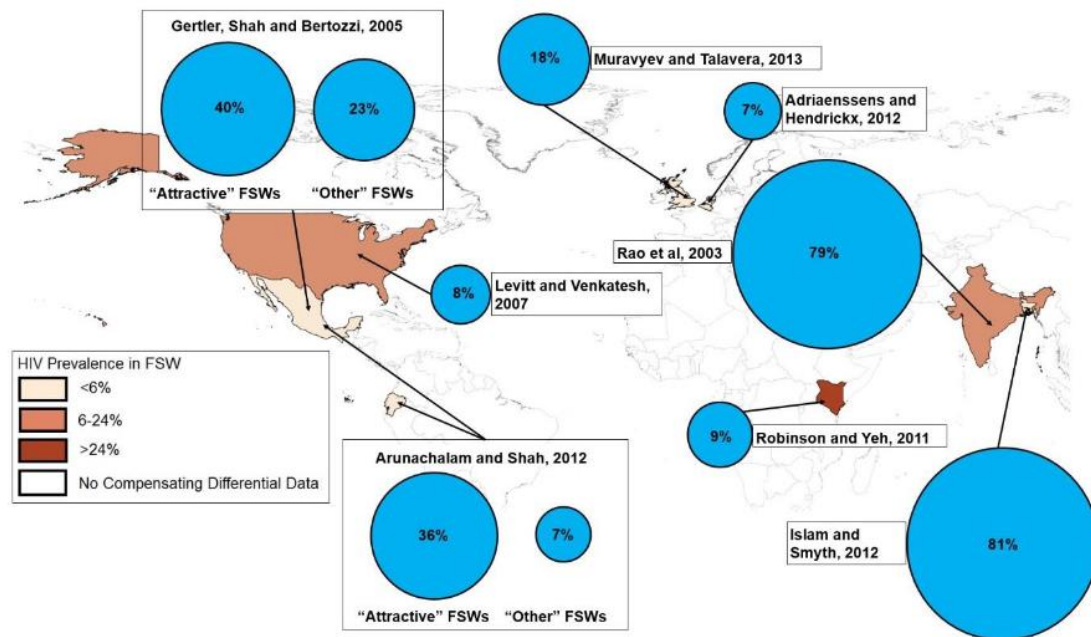 Gertler, Shah and Bertozzi, 2005
40%
23%
“Attractive” FSWs
“Other” FSWs
18%
Muravyev and Talavera, 2013
7%
Adriaenssens and
Hendrickx, 2012
Rao et al, 2003
79%
8%
Levitt and Venkatesh,
2007
HIV Prevalence in FSW
<6%
6-24%
>24%
No Compensating Differential Data
9%
Robinson and Yeh, 2011
Arunachalam and Shah, 2012
36%
7%
“Attractive” FSWs
“Other” FSWs
Islam and
Smyth, 2012
81%